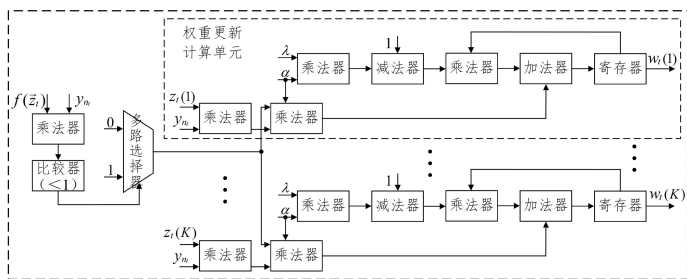 权重更新
计算单元
λ
α
1
乘法器
减法器
乘法器
加法器
寄存器
wₜ(1)
zₜ(1)
yₙₜ
乘法器
乘法器
f(z⃗ₜ)
yₙₜ
乘法器
比较器
(<1)
0
1
多路选择器
λ
α
1
乘法器
减法器
乘法器
加法器
寄存器
wₜ(K)
zₜ(K)
yₙₜ
乘法器
乘法器